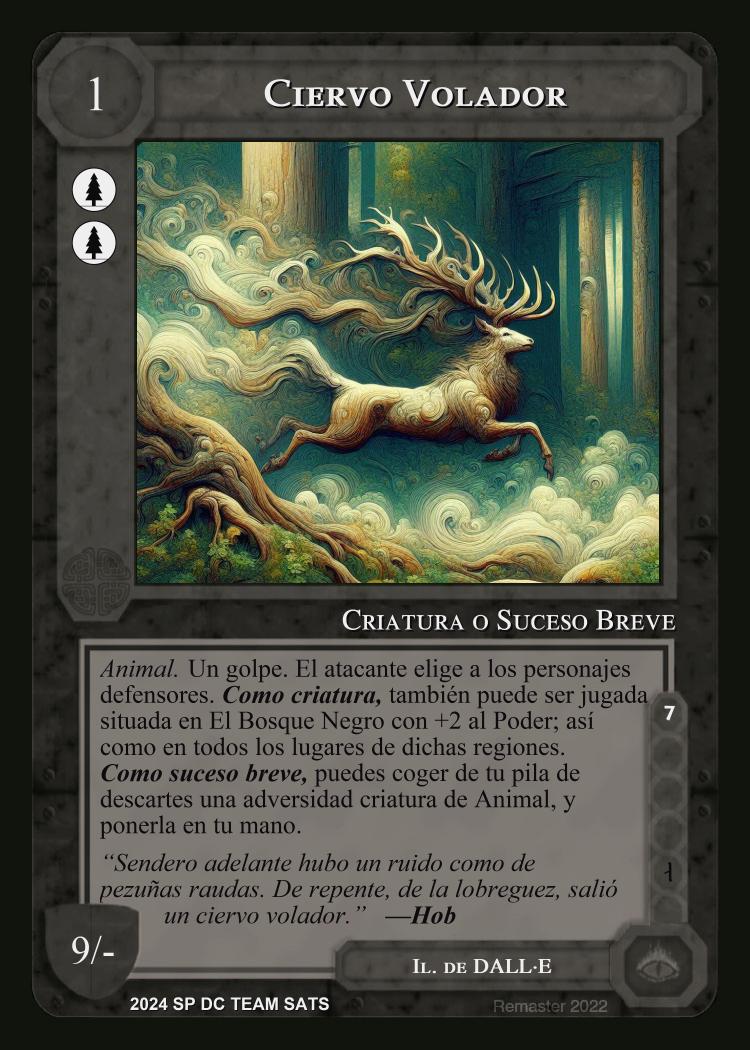 1
Ciervo Volador
Criatura o Suceso Breve
Animal. Un golpe. El atacante elige a los personajes
defensores. Como criatura, también puede ser jugada
situada en El Bosque Negro con +2 al Poder; así
como en todos los lugares de dichas regiones.
Como suceso breve, puedes coger de tu pila de
descartes una adversidad criatura de Animal, y
ponerla en tu mano.
7
“Sendero adelante hubo un ruido como de
pezuñas raudas. De repente, de la lobreguez, salió
un ciervo volador.” —Hob
9/-
Il. de DALL·E
2024 SP DC TEAM SATS
Remaster 2022